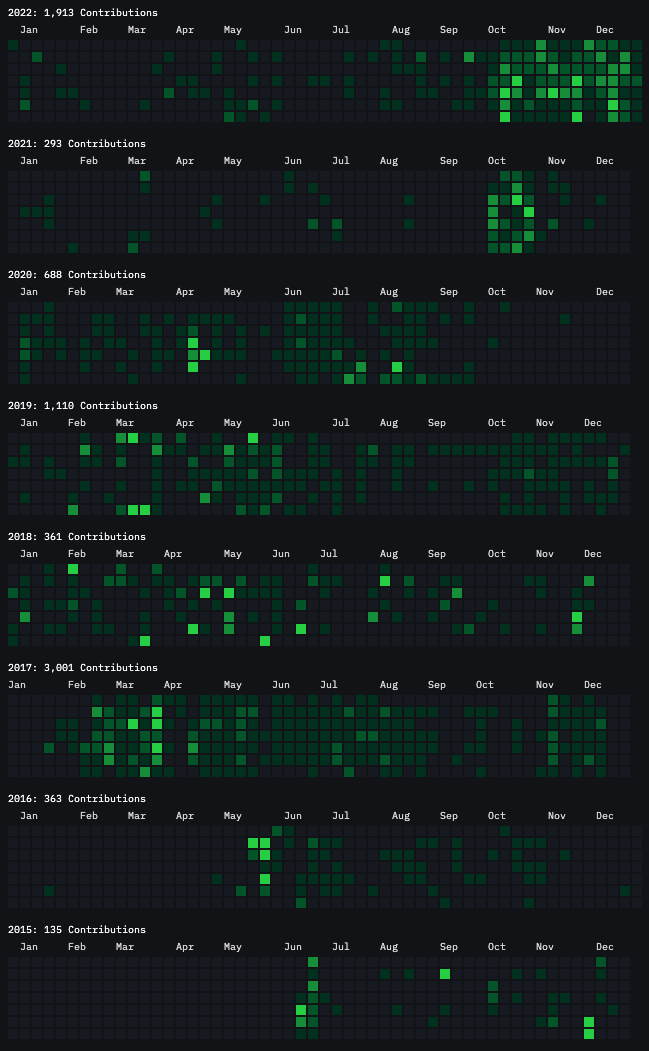 2022: 1,913 Contributions
Jan Feb Mar Apr May Jun Jul Aug Sep Oct Nov Dec
2021: 293 Contributions
Jan Feb Mar Apr May Jun Jul Aug Sep Oct Nov Dec
2020: 688 Contributions
Jan Feb Mar Apr May Jun Jul Aug Sep Oct Nov Dec
2019: 1,110 Contributions
Jan Feb Mar Apr May Jun Jul Aug Sep Oct Nov Dec
2018: 361 Contributions
Jan Feb Mar Apr May Jun Jul Aug Sep Oct Nov Dec
2017: 3,001 Contributions
Jan Feb Mar Apr May Jun Jul Aug Sep Oct Nov Dec
2016: 363 Contributions
Jan Feb Mar Apr May Jun Jul Aug Sep Oct Nov Dec
2015: 135 Contributions
Jan Feb Mar Apr May Jun Jul Aug Sep Oct Nov Dec